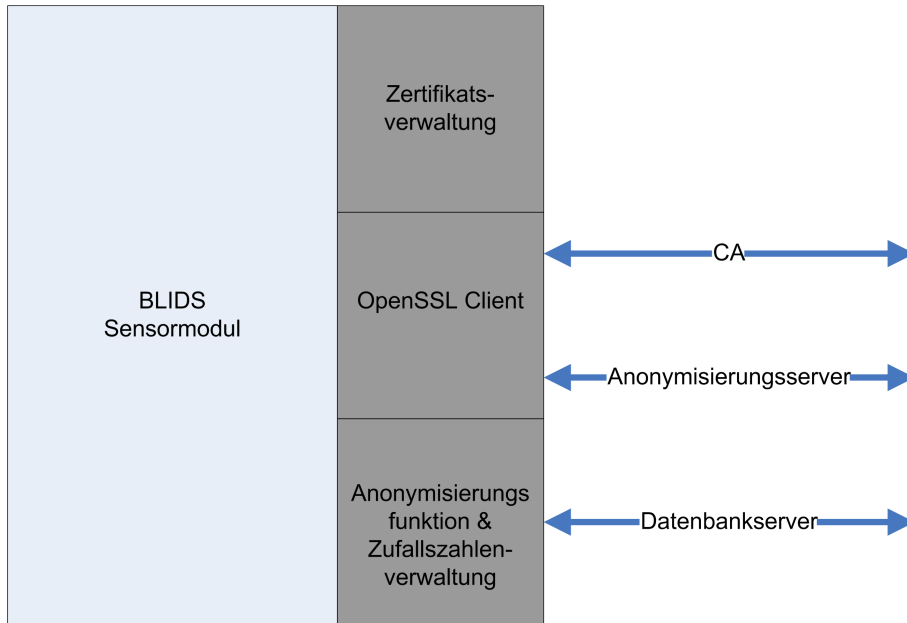 BLIDS
Sensormodul
Zertifikats-
verwaltung
OpenSSL Client
Anonymisierungs
funktion &
Zufallszahlen-
verwaltung
CA
Anonymisierungsserver
Datenbankserver